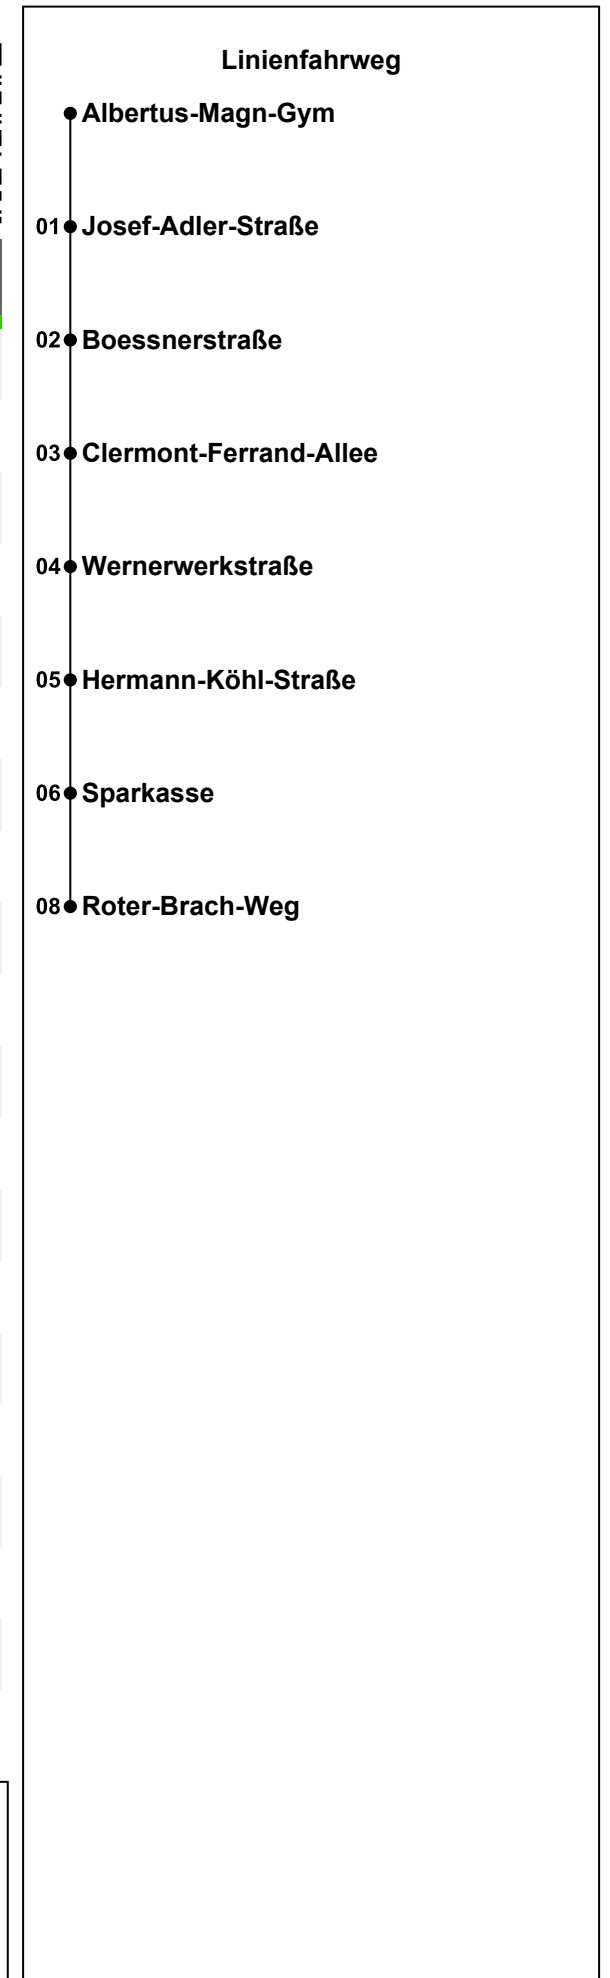 Linienfahrweg
Albertus-Magn-Gym
01 Josef-Adler-Straße
02 Boessnerstraße
03 Clermont-Ferrand-Allee
04 Wernerwerkstraße
05 Hermann-Köhl-Straße
06 Sparkasse
08 Roter-Brach-Weg